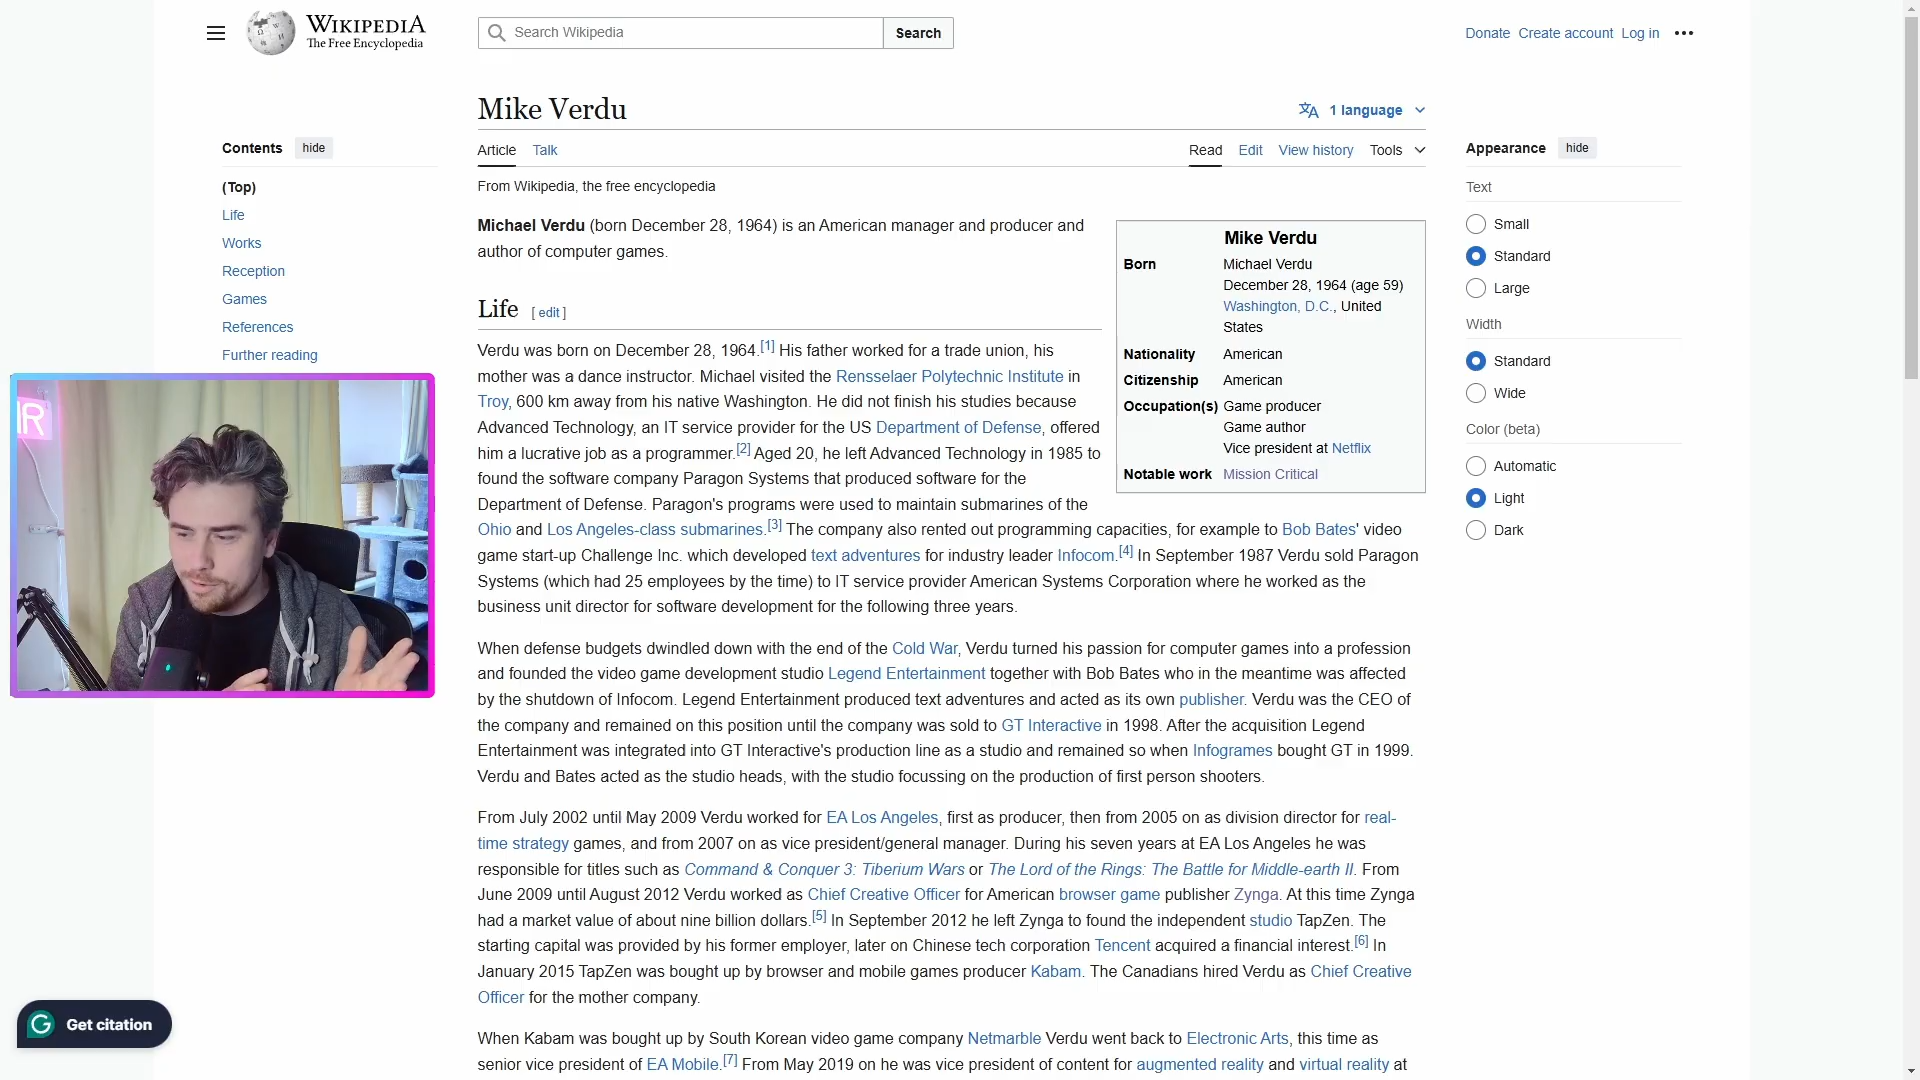 WIKIPEDIA
The Free Encyclopedia
Search Wikipedia
Search
Donate Create account Log in
Mike Verdu
1 language
Contents hide
(Top)
Life
Works
Reception
Games
References
Further reading
Article Talk
Read Edit View history Tools
From Wikipedia, the free encyclopedia
Michael Verdu (born December 28, 1964) is an American manager and producer and
author of computer games.
Mike Verdu
Born Michael Verdu
December 28, 1964 (age 59)
Washington, D.C., United
States
Nationality American
Citizenship American
Occupation(s) Game producer
Game author
Vice president at Netflix
Notable work Mission Critical
Life [ edit ]
Verdu was born on December 28, 1964.[1] His father worked for a trade union, his
mother was a dance instructor. Michael visited the Rensselaer Polytechnic Institute in
Troy, 600 km away from his native Washington. He did not finish his studies because
Advanced Technology, an IT service provider for the US Department of Defense, offered
him a lucrative job as a programmer.[2] Aged 20, he left Advanced Technology in 1985 to
found the software company Paragon Systems that produced software for the
Department of Defense. Paragon's programs were used to maintain submarines of the
Ohio and Los Angeles-class submarines.[3] The company also rented out programming capacities, for example to Bob Bates' video
game start-up Challenge Inc. which developed text adventures for industry leader Infocom.[4] In September 1987 Verdu sold Paragon
Systems (which had 25 employees by the time) to IT service provider American Systems Corporation where he worked as the
business unit director for software development for the following three years.
When defense budgets dwindled down with the end of the Cold War, Verdu turned his passion for computer games into a profession
and founded the video game development studio Legend Entertainment together with Bob Bates who in the meantime was affected
by the shutdown of Infocom. Legend Entertainment produced text adventures and acted as its own publisher. Verdu was the CEO of
the company and remained on this position until the company was sold to GT Interactive in 1998. After the acquisition Legend
Entertainment was integrated into GT Interactive's production line as a studio and remained so when Infogrames bought GT in 1999.
Verdu and Bates acted as the studio heads, with the studio focussing on the production of first person shooters.
From July 2002 until May 2009 Verdu worked for EA Los Angeles, first as producer, then from 2005 on as division director for real-
time strategy games, and from 2007 on as vice president/general manager. During his seven years at EA Los Angeles he was
responsible for titles such as Command & Conquer 3: Tiberium Wars or The Lord of the Rings: The Battle for Middle-earth II. From
June 2009 until August 2012 Verdu worked as Chief Creative Officer for American browser game publisher Zynga. At this time Zynga
had a market value of about nine billion dollars.[5] In September 2012 he left Zynga to found the independent studio TapZen. The
starting capital was provided by his former employer, later on Chinese tech corporation Tencent acquired a financial interest.[6] In
January 2015 TapZen was bought up by browser and mobile games producer Kabam. The Canadians hired Verdu as Chief Creative
Officer for the mother company.
When Kabam was bought up by South Korean video game company Netmarble Verdu went back to Electronic Arts, this time as
senior vice president of EA Mobile.[7] From May 2019 on he was vice president of content for augmented reality and virtual reality at
Appearance hide
Text
Small
Standard
Large
Width
Standard
Wide
Color (beta)
Automatic
Light
Dark
R
Get citation